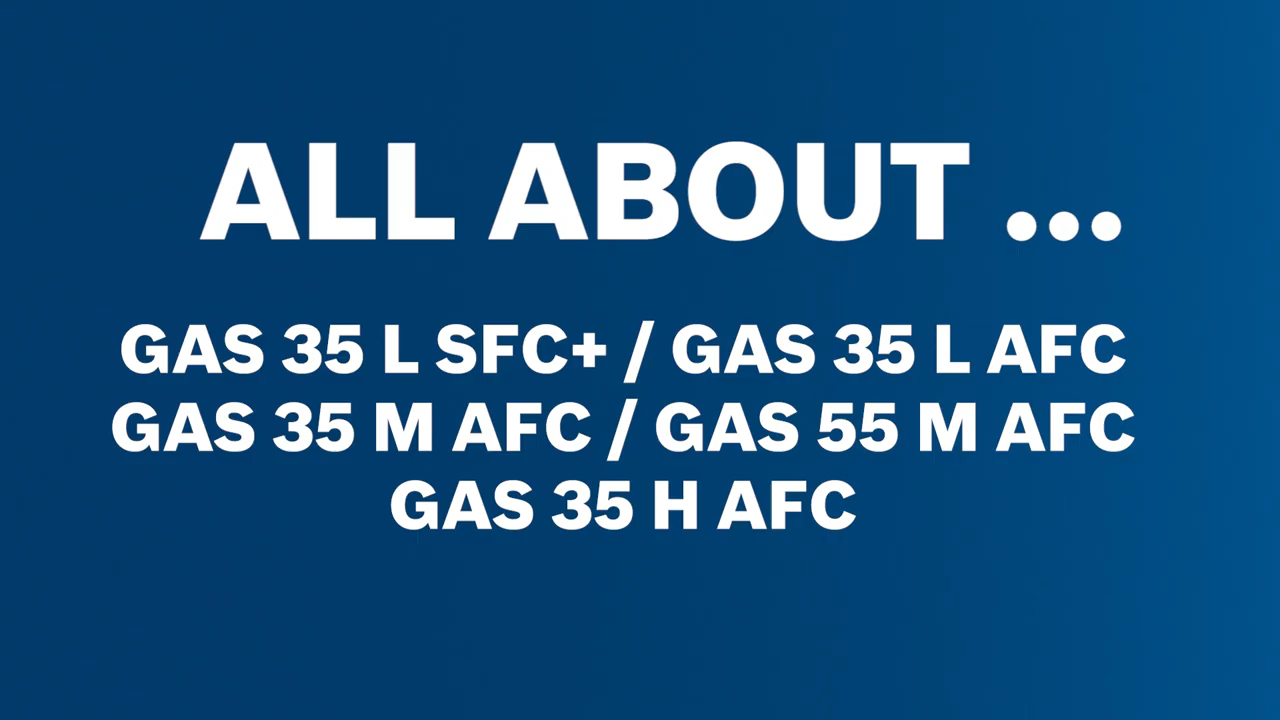 ALL ABOUT ...
GAS 35 L SFC+ / GAS 35 L AFC
GAS 35 M AFC / GAS 55 M AFC
GAS 35 H AFC